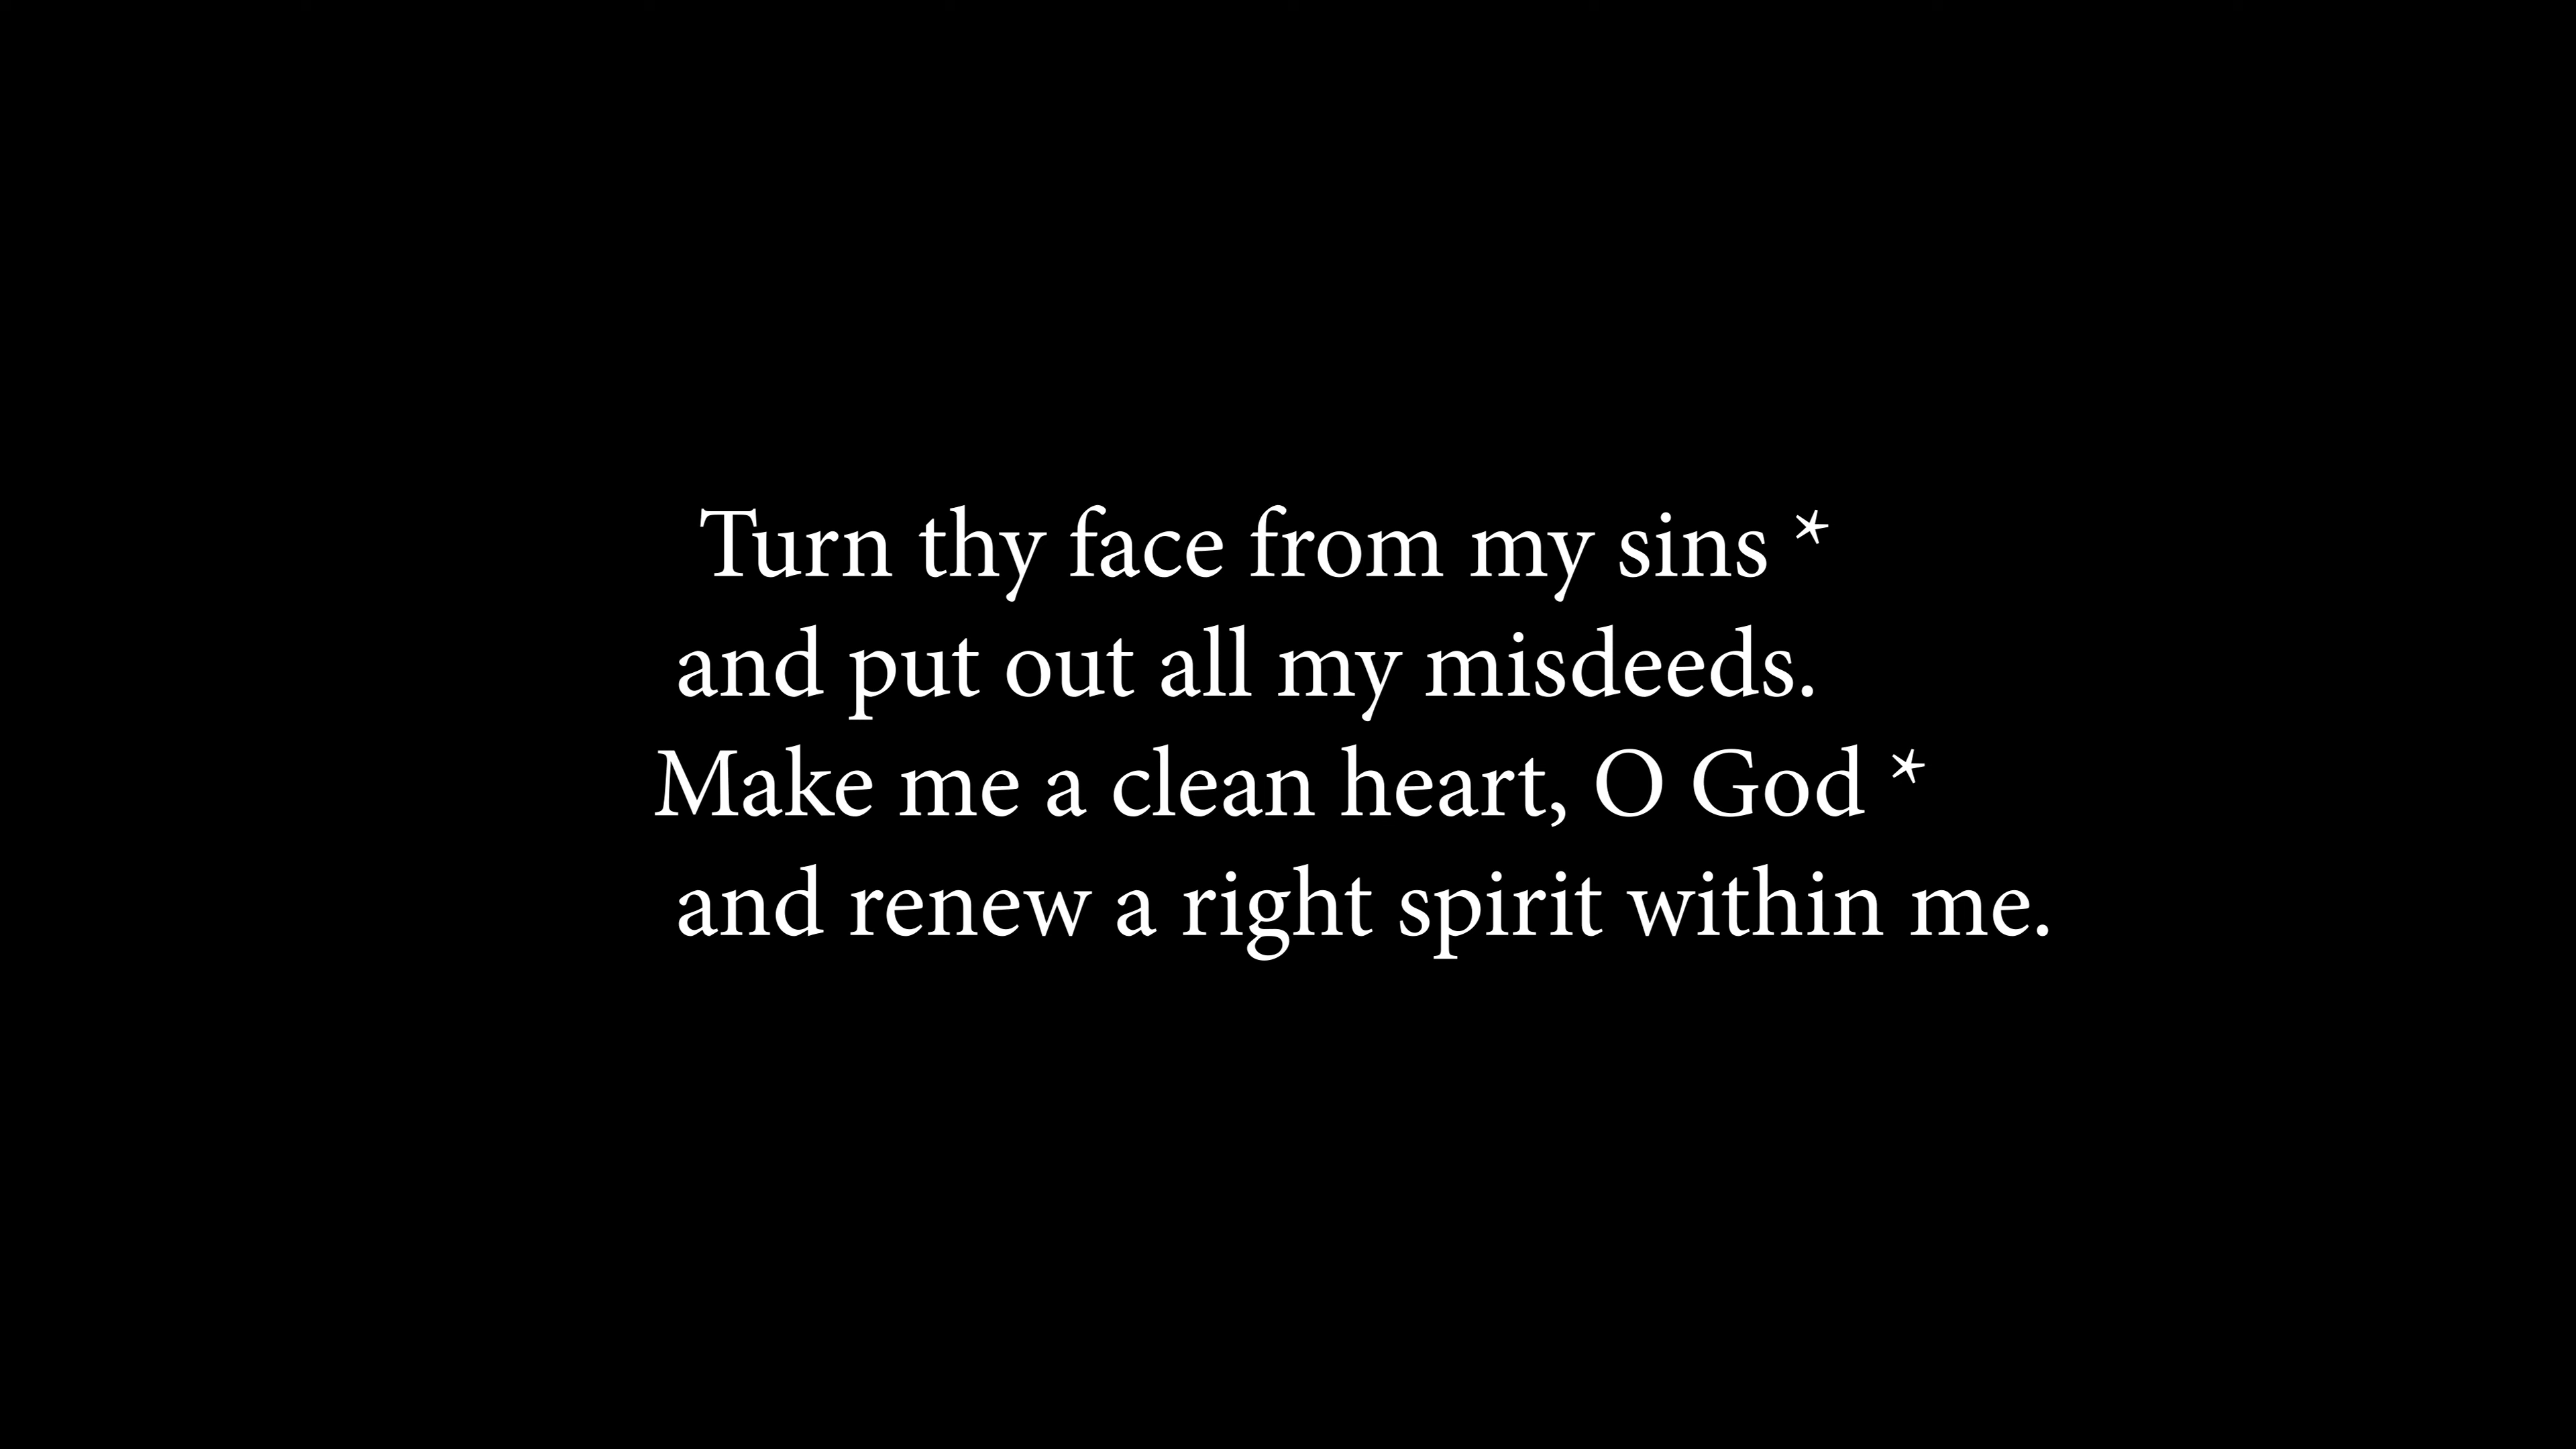 Turn thy face from my sins *
and put out all my misdeeds.
Make me a clean heart, O God *
and renew a right spirit within me.